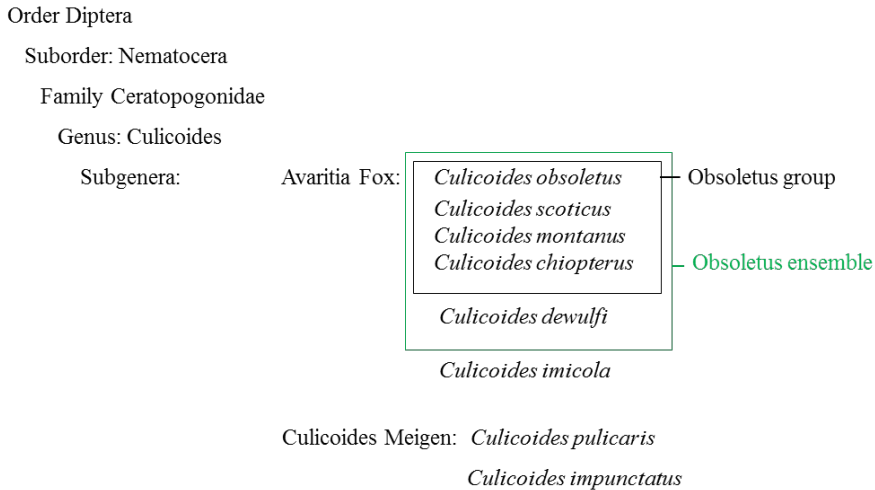 Order Diptera
Suborder: Nematocera
Family Ceratopogonidae
Genus: Culicoides
Subgenera: Avaritia Fox: Culicoides obsoletus Obsoletus group
Culicoides scoticus
Culicoides montanus
Culicoides chiopterus Obsoletus ensemble
Culicoides dewulfi
Culicoides imicola
Culicoides Meigen: Culicoides pulicaris
Culicoides impunctatus